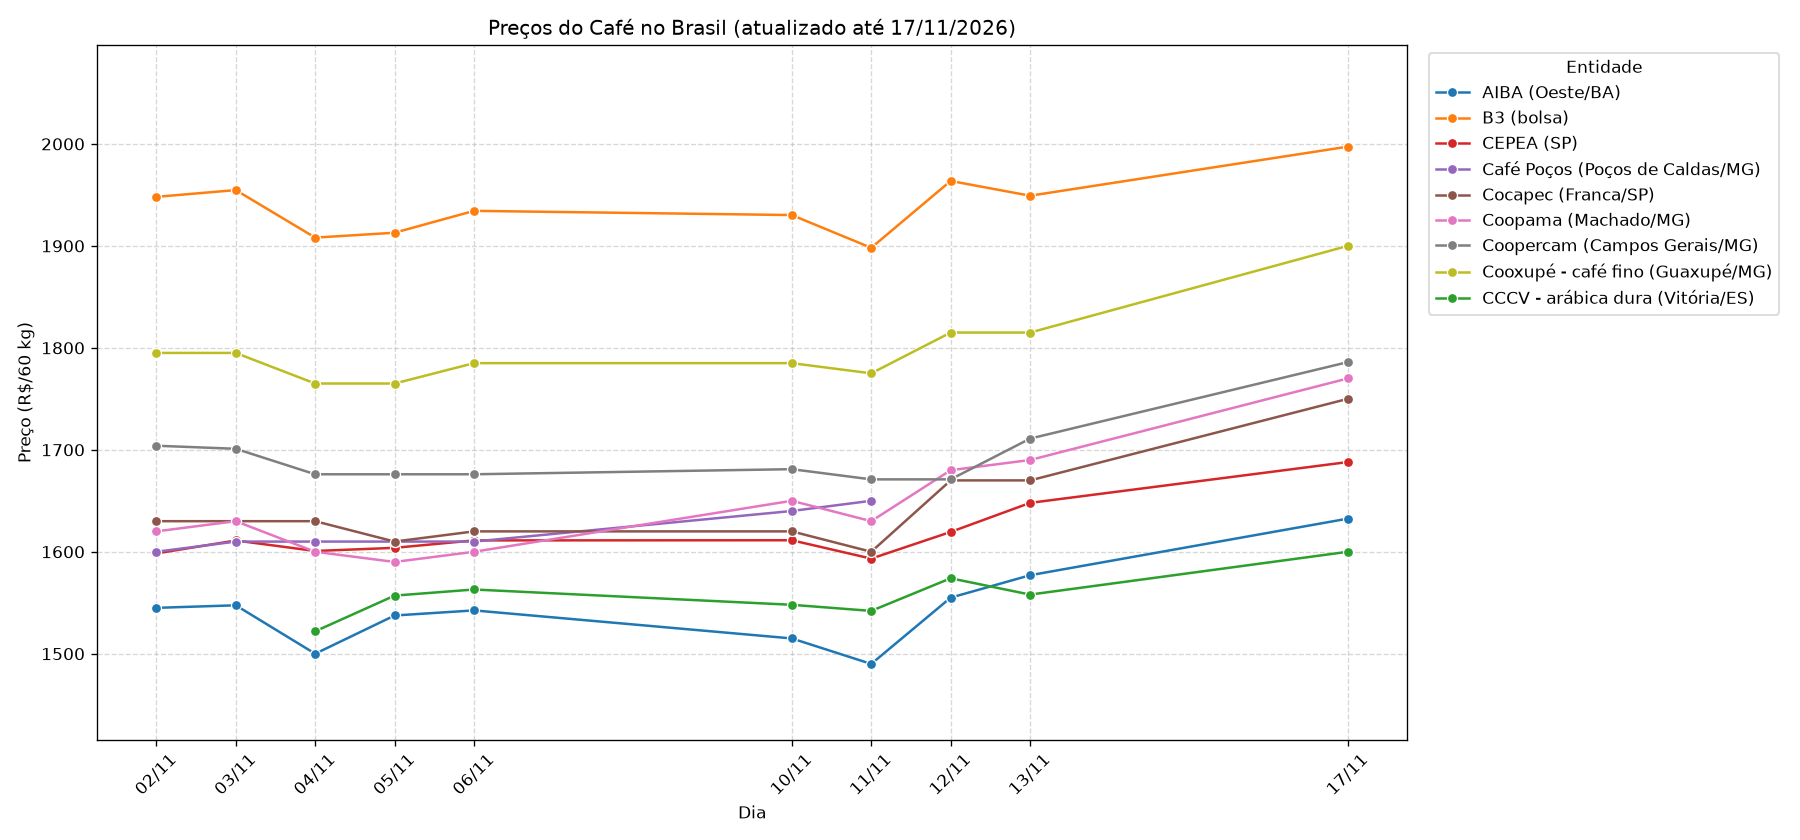 Preços do Café no Brasil (atualizado até 17/11/2026)
Preço (R$/60 kg)
2000
1900
1800
1700
1600
1500
02/11
03/11
04/11
05/11
06/11
10/11
11/11
12/11
13/11
17/11
Dia
Entidade
AIBA (Oeste/BA)
B3 (bolsa)
CEPEA (SP)
Café Poços (Poços de Caldas/MG)
Cocapec (Franca/SP)
Coopama (Machado/MG)
Coopercam (Campos Gerais/MG)
Cooxupé - café fino (Guaxupé/MG)
CCCV - arábica dura (Vitória/ES)